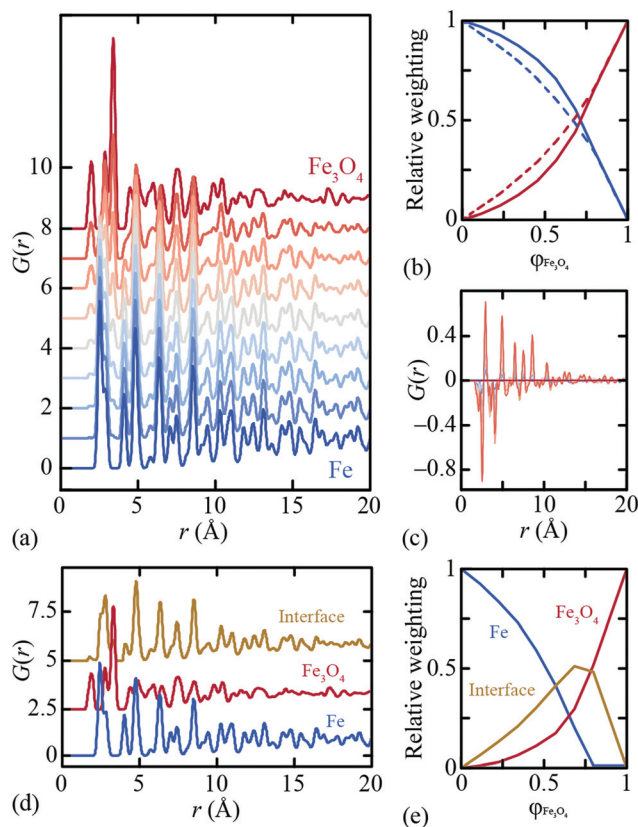 10
8
6
4
2
0
G(r)
Fe₃O₄
Fe
0 5 10 15 20
r (Å)
(a)
1
0.5
0
Relative weighting
0 0.5 1
φFe₃O₄
(b)
0.4
0
−0.4
−0.8
G(r)
0 5 10 15 20
r (Å)
(c)
7.5
5
2.5
0
G(r)
Interface
Fe₃O₄
Fe
0 5 10 15 20
r (Å)
(d)
1
0.5
0
Relative weighting
Fe
Fe₃O₄
Interface
0 0.5 1
φFe₃O₄
(e)